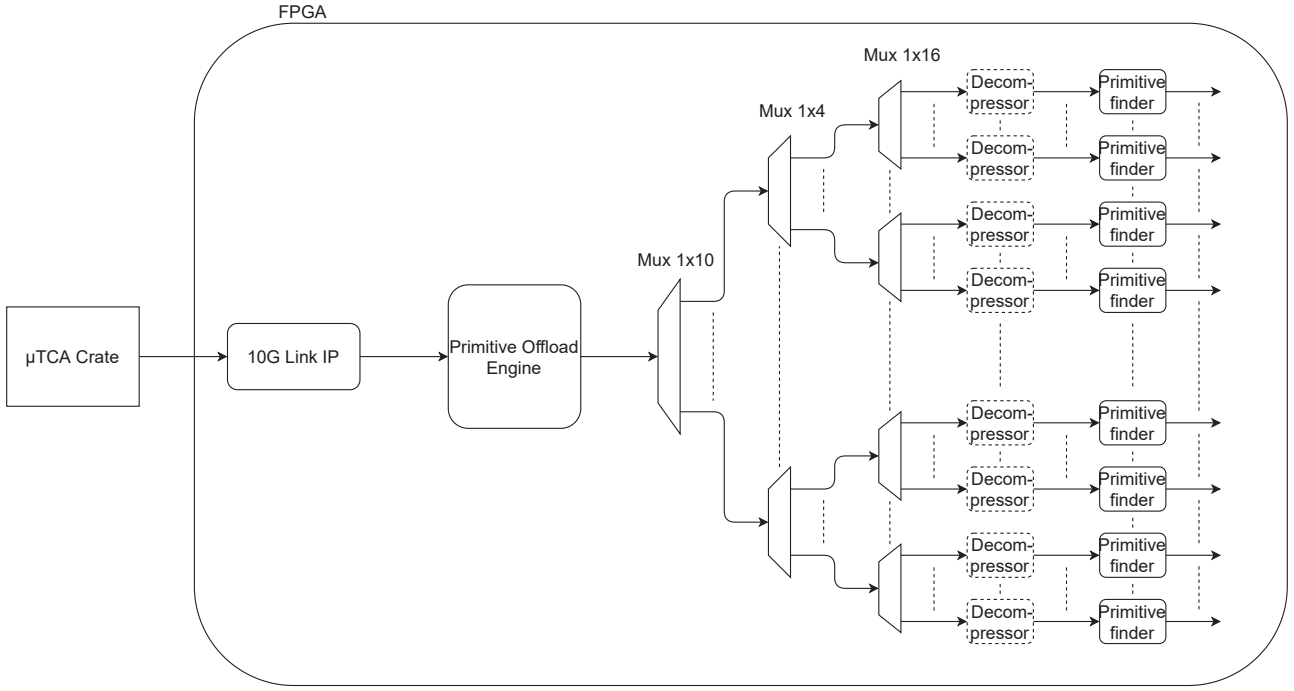 FPGA
Mux 1x16
Mux 1x4
Mux 1x10
µTCA Crate
10G Link IP
Primitive Offload
Engine
Decom-
pressor
Primitive
finder
Decom-
pressor
Primitive
finder
Decom-
pressor
Primitive
finder
Decom-
pressor
Primitive
finder
Decom-
pressor
Primitive
finder
Decom-
pressor
Primitive
finder
Decom-
pressor
Primitive
finder
Decom-
pressor
Primitive
finder